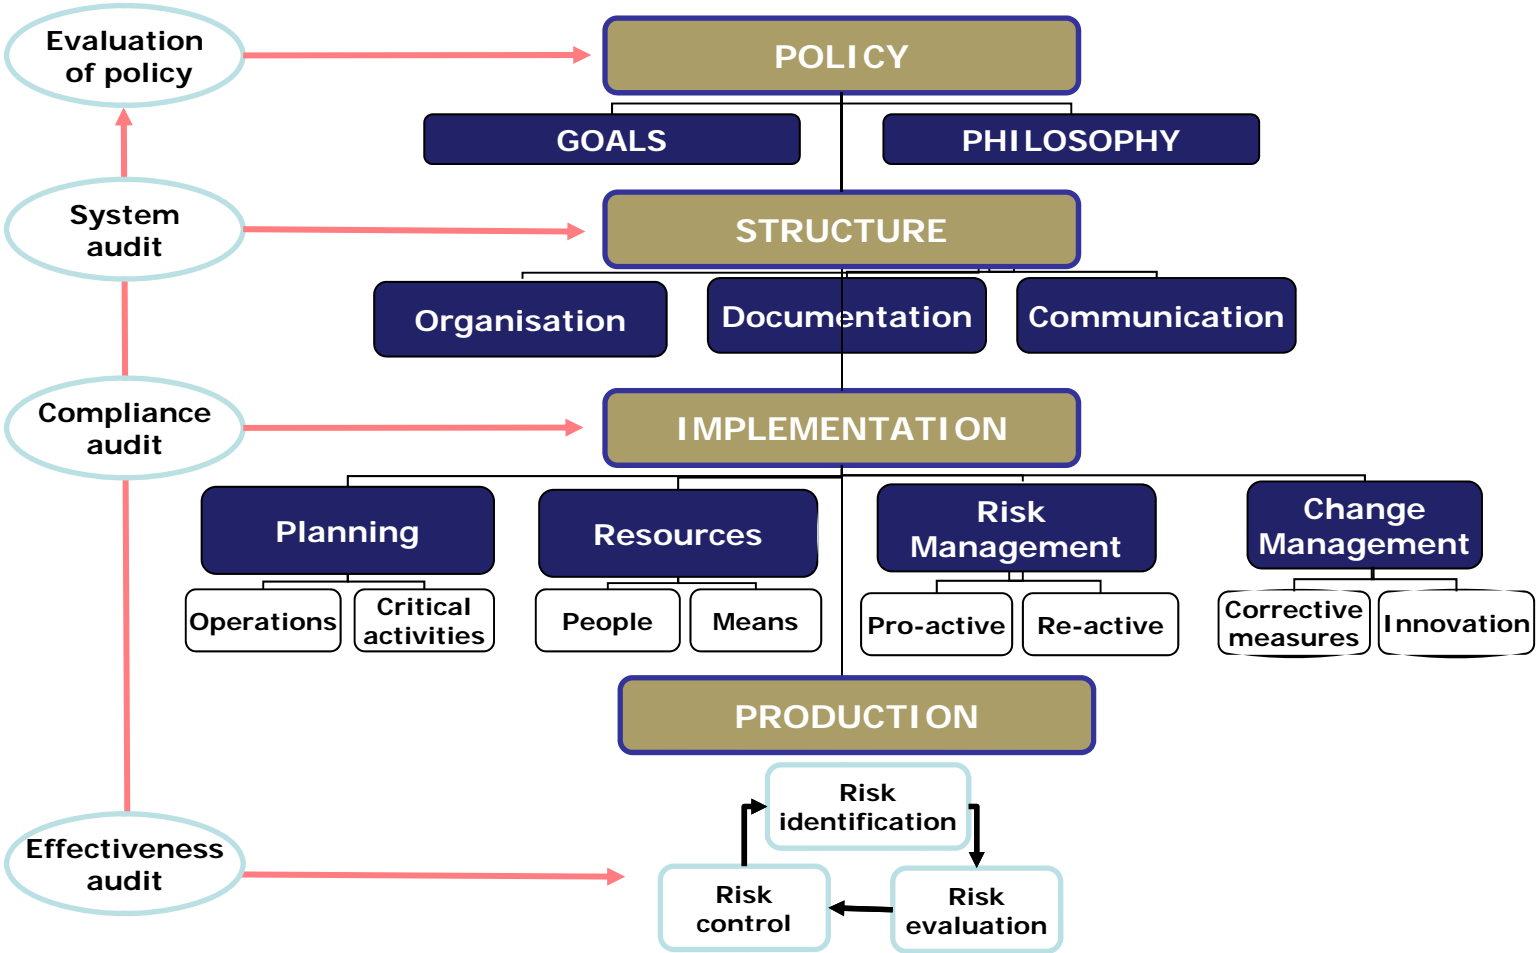 Evaluation
of policy
POLICY
GOALS
PHILOSOPHY
System
audit
STRUCTURE
Organisation
Documentation
Communication
Compliance
audit
IMPLEMENTATION
Planning
Resources
Risk
Management
Change
Management
Operations
Critical
activities
People
Means
Pro-active
Re-active
Corrective
measures
Innovation
PRODUCTION
Effectiveness
audit
Risk
identification
Risk
control
Risk
evaluation